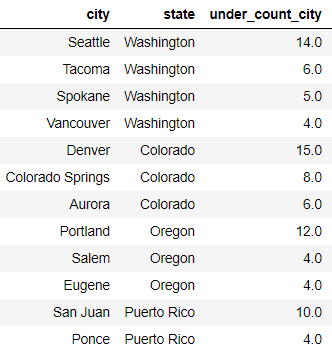 city state under_count_city
Seattle Washington 14.0
Tacoma Washington 6.0
Spokane Washington 5.0
Vancouver Washington 4.0
Denver Colorado 15.0
Colorado Springs Colorado 8.0
Aurora Colorado 6.0
Portland Oregon 12.0
Salem Oregon 4.0
Eugene Oregon 4.0
San Juan Puerto Rico 10.0
Ponce Puerto Rico 4.0